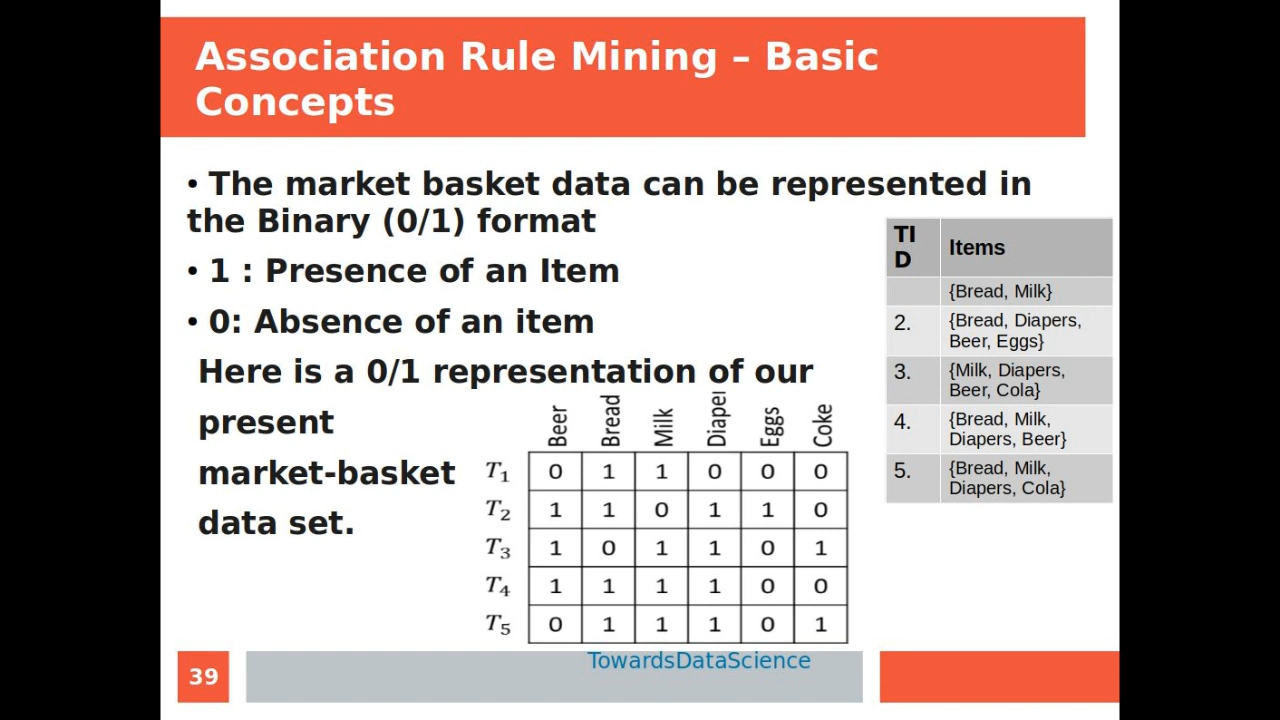 Association Rule Mining – Basic
Concepts
• The market basket data can be represented in
the Binary (0/1) format
• 1 : Presence of an Item
• 0: Absence of an item
Here is a 0/1 representation of our
present
market-basket
data set.
TI
D
Items
{Bread, Milk}
2.
{Bread, Diapers,
Beer, Eggs}
3.
{Milk, Diapers,
Beer, Cola}
4.
{Bread, Milk,
Diapers, Beer}
5.
{Bread, Milk,
Diapers, Cola}
Beer Bread Milk Diaper Eggs Coke
T₁ 0 1 1 0 0 0
T₂ 1 1 0 1 1 0
T₃ 1 0 1 1 0 1
T₄ 1 1 1 1 0 0
T₅ 0 1 1 1 0 1
39
TowardsDataScience